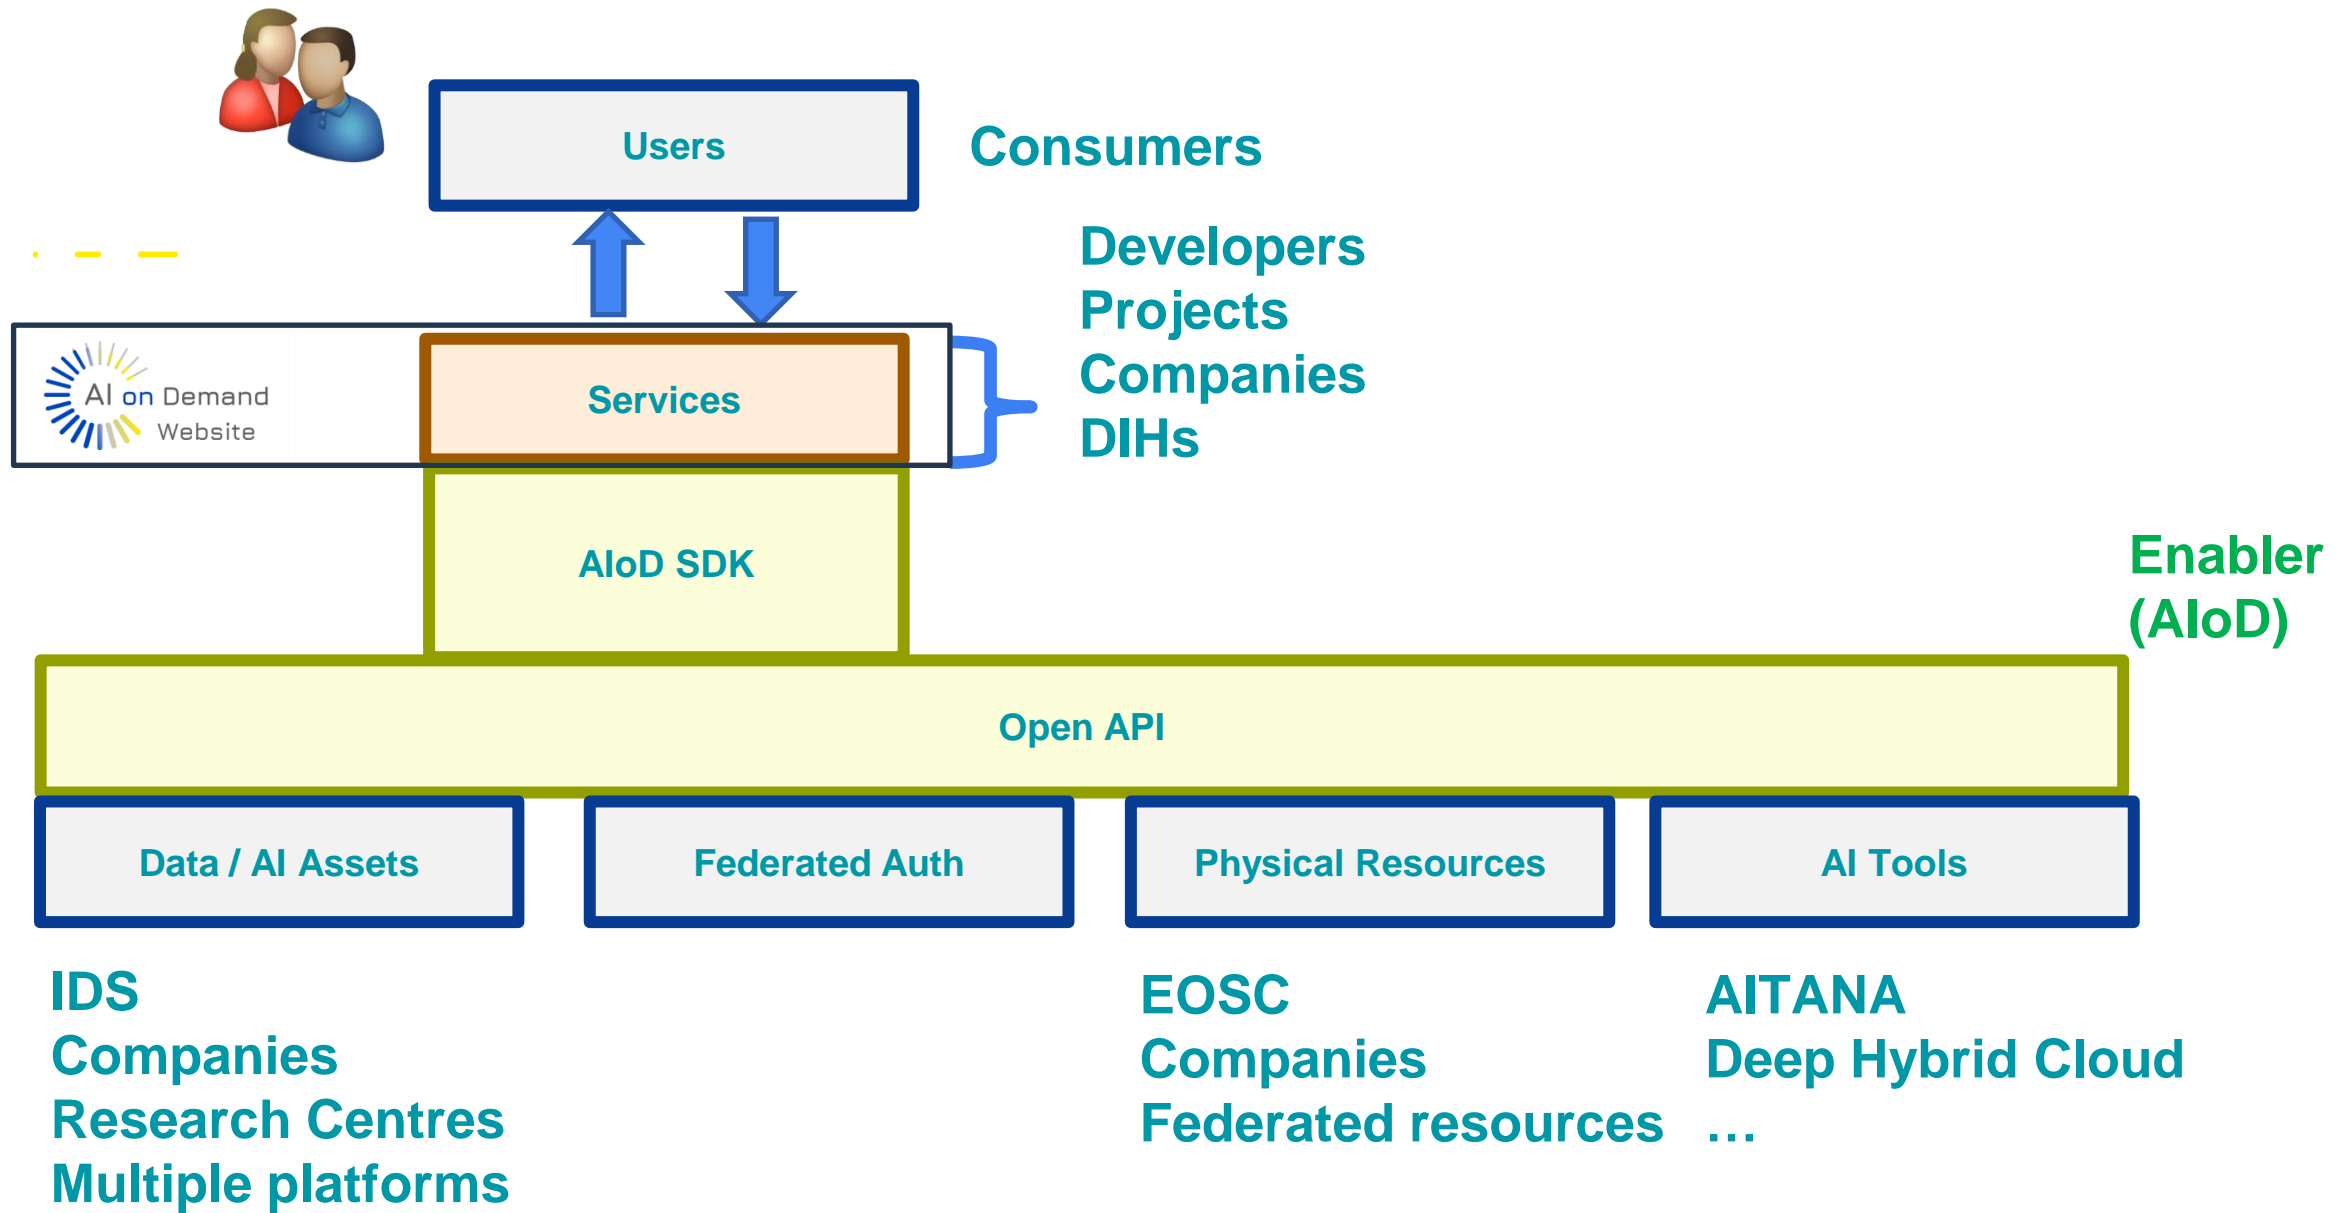 Users
Consumers
Developers
Projects
Companies
DIHs
AI on Demand
Website
Services
AIoD SDK
Enabler
(AIoD)
Open API
Data / AI Assets
Federated Auth
Physical Resources
AI Tools
IDS
Companies
Research Centres
Multiple platforms
EOSC
Companies
Federated resources
AITANA
Deep Hybrid Cloud
…